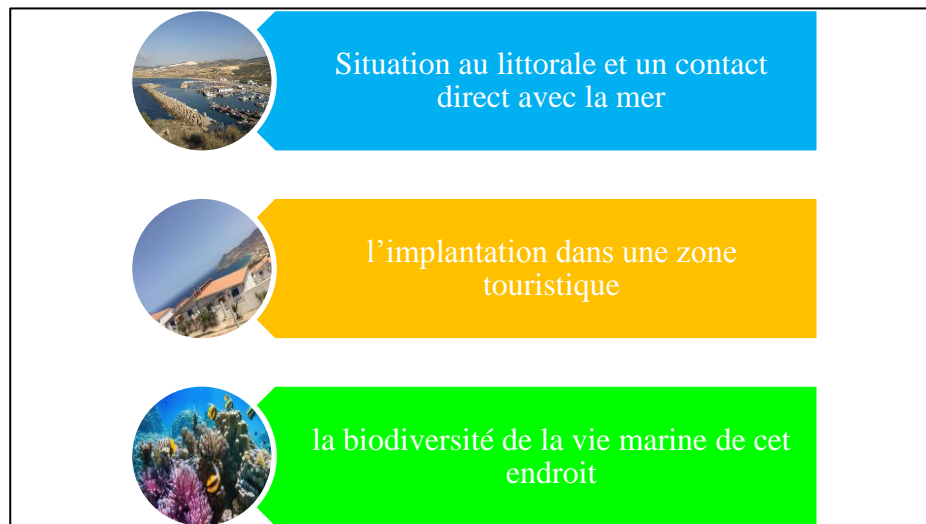 Situation au littorale et un contact
direct avec la mer
l’implantation dans une zone
touristique
la biodiversité de la vie marine de cet
endroit